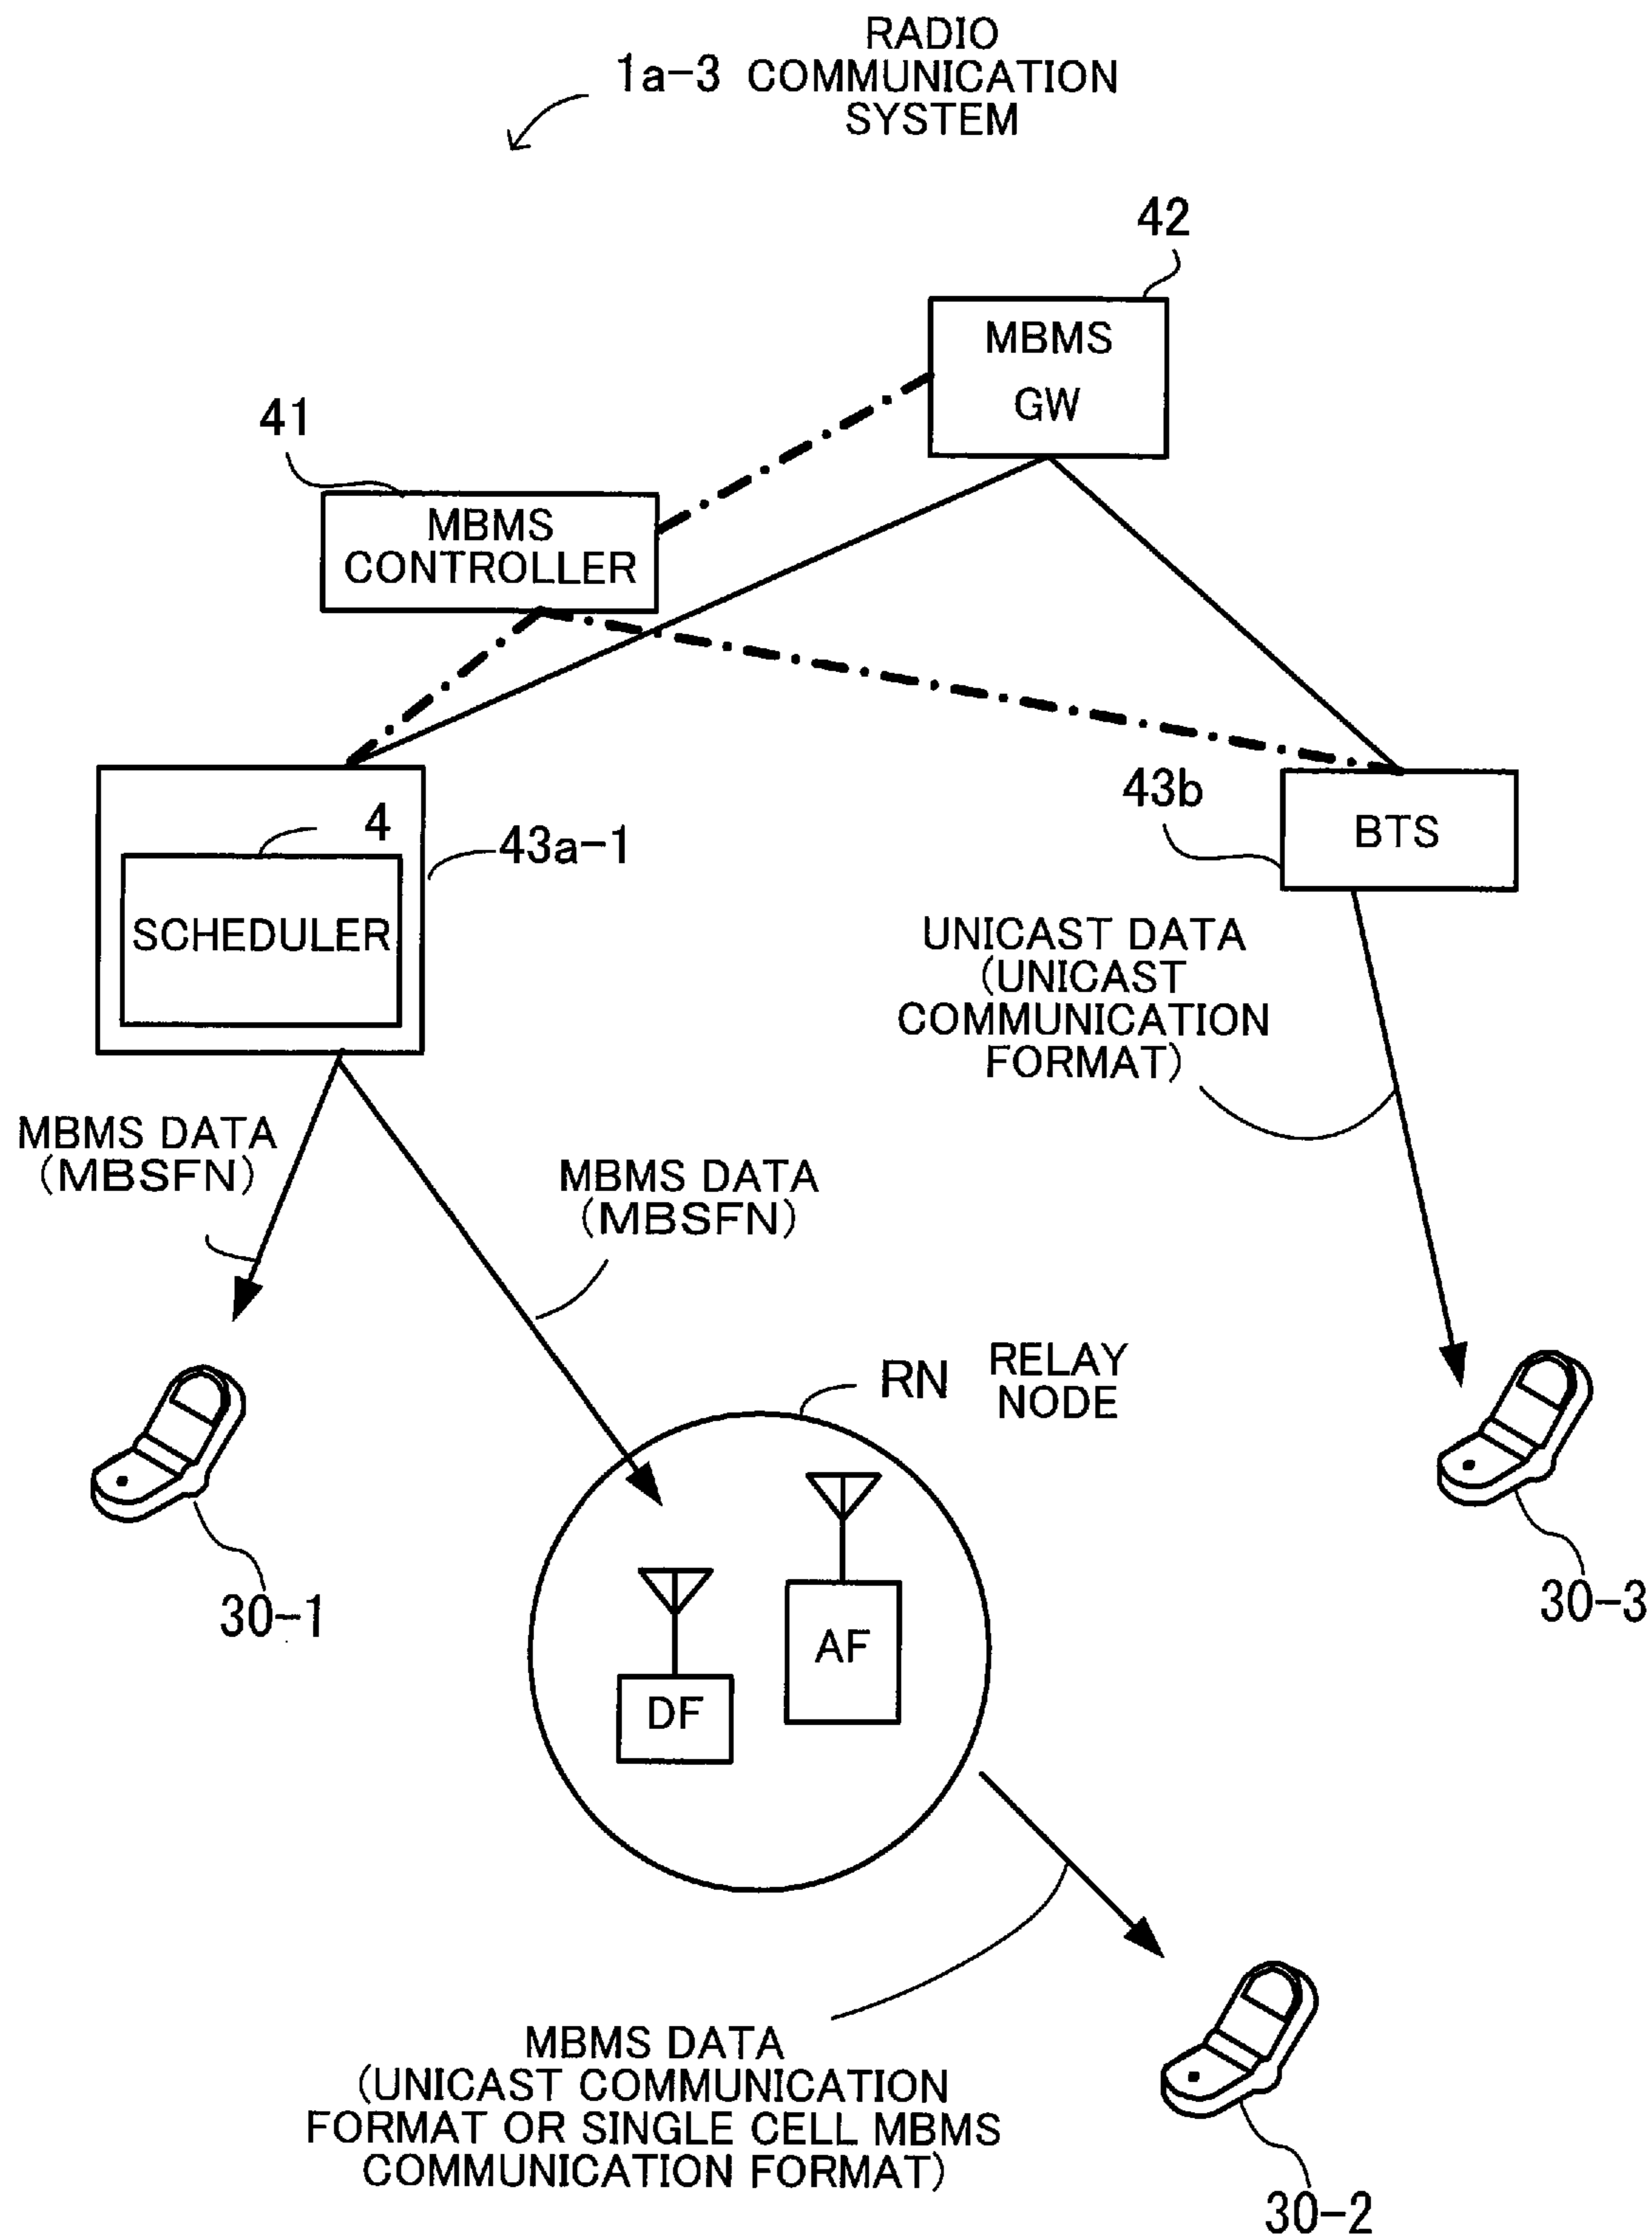 RADIO
1a-3 COMMUNICATION
SYSTEM
42
MBMS
GW
41
MBMS
CONTROLLER
4
43a-1
SCHEDULER
43b
BTS
UNICAST DATA
(UNICAST
COMMUNICATION
FORMAT)
MBMS DATA
(MBSFN)
MBMS DATA
(MBSFN)
RN RELAY
NODE
30-1
30-3
AF
DF
MBMS DATA
(UNICAST COMMUNICATION
FORMAT OR SINGLE CELL MBMS
COMMUNICATION FORMAT)
30-2